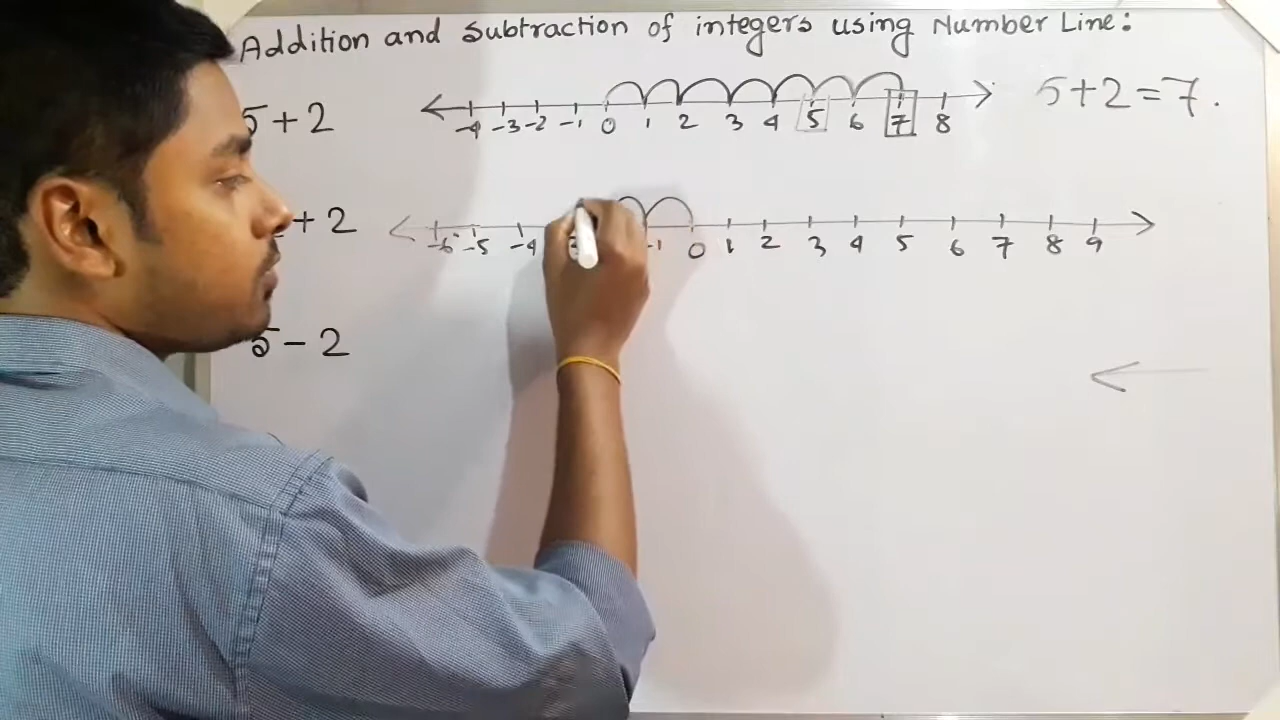 Addition and Subtraction of integers using Number Line:
5+2
-4 -3 -2 -1 0 1 2 3 4 5 6 7 8
5+2=7.
+2
-6 -5 -4 -1 0 1 2 3 4 5 6 7 8 9
5-2